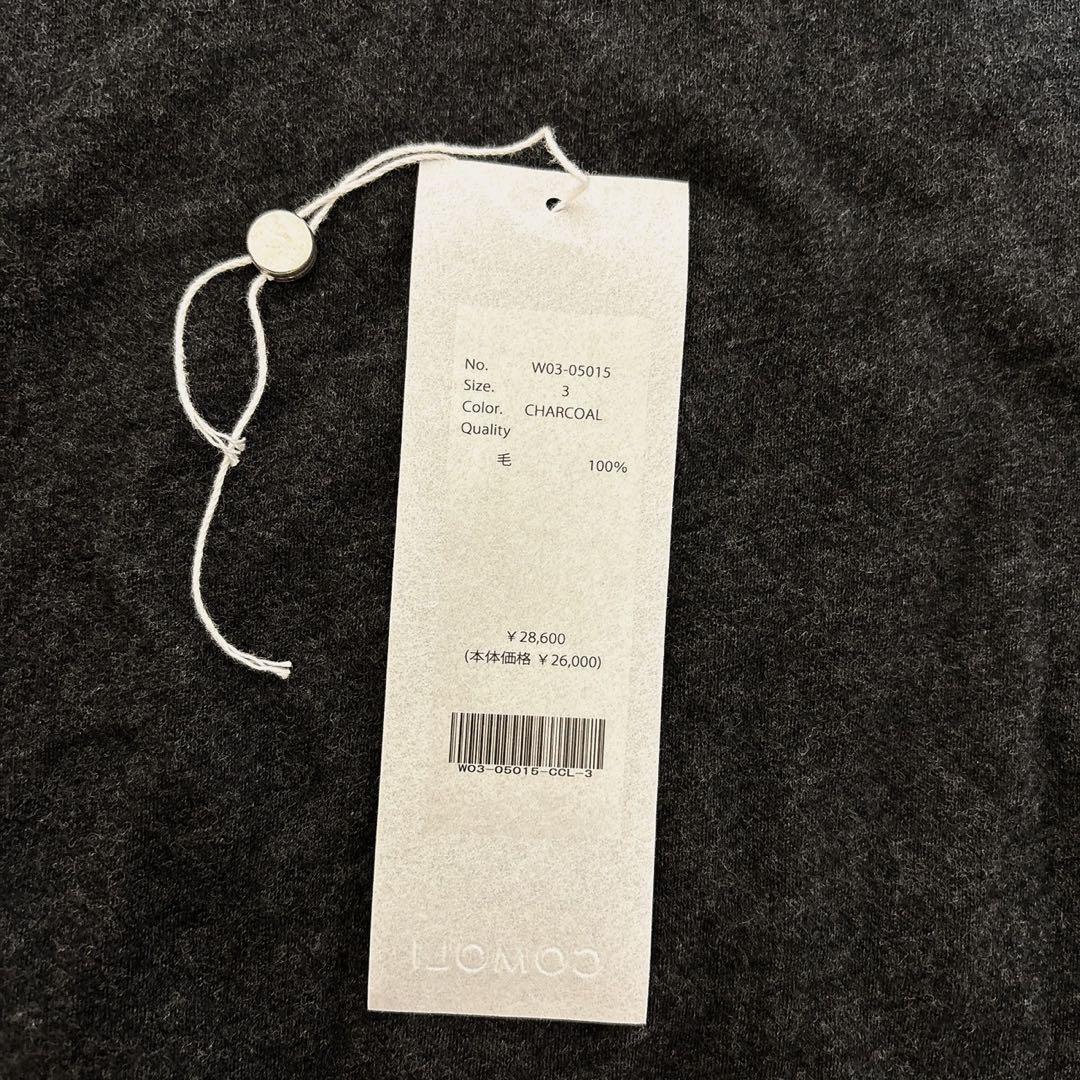 No. W03-05015
Size. 3
Color. CHARCOAL
Quality
毛 100%
¥28,600
(本体価格 ¥26,000)
W03-05015-CCL-3
COMOLI